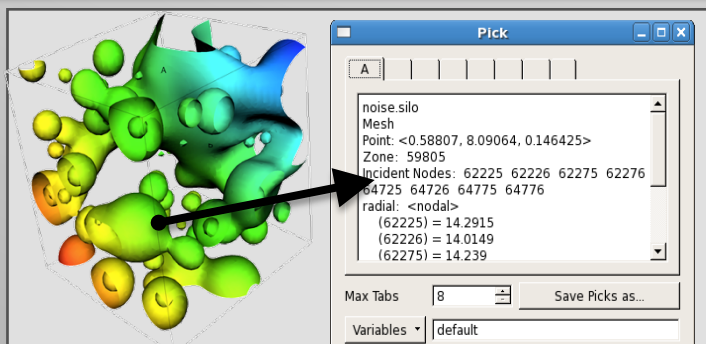 Pick
A
A
noise.silo
Mesh
Point: <0.58807, 8.09064, 0.146425>
Zone: 59805
Incident Nodes: 62225 62226 62275 62276
64725 64726 64775 64776
radial: <nodal>
(62225) = 14.2915
(62226) = 14.0149
(62275) = 14.239
Max Tabs
8
Save Picks as...
Variables
default